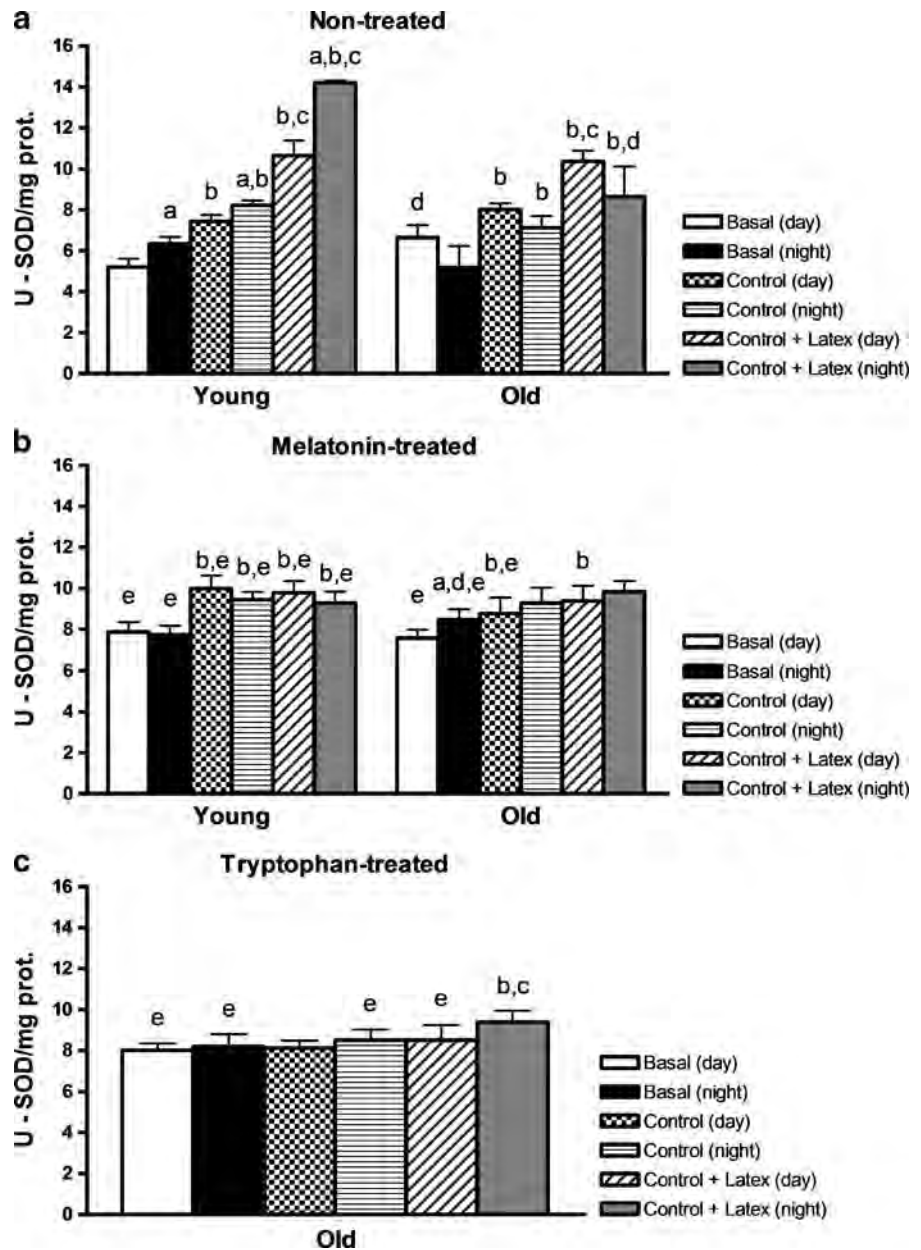 a
Non-treated
U - SOD/mg prot.
16
14
12
10
8
6
4
2
0
a
b
a,b
b,c
a,b,c
d
b
b
b,c
b,d
Young
Old
Basal (day)
Basal (night)
Control (day)
Control (night)
Control + Latex (day)
Control + Latex (night)
b
Melatonin-treated
U - SOD/mg prot.
16
14
12
10
8
6
4
2
0
e
e
b,e
b,e
b,e
b,e
e
a,d,e
b,e
b
Young
Old
Basal (day)
Basal (night)
Control (day)
Control (night)
Control + Latex (day)
Control + Latex (night)
c
Tryptophan-treated
U - SOD/mg prot.
16
14
12
10
8
6
4
2
0
e
e
e
e
b,c
Old
Basal (day)
Basal (night)
Control (day)
Control (night)
Control + Latex (day)
Control + Latex (night)